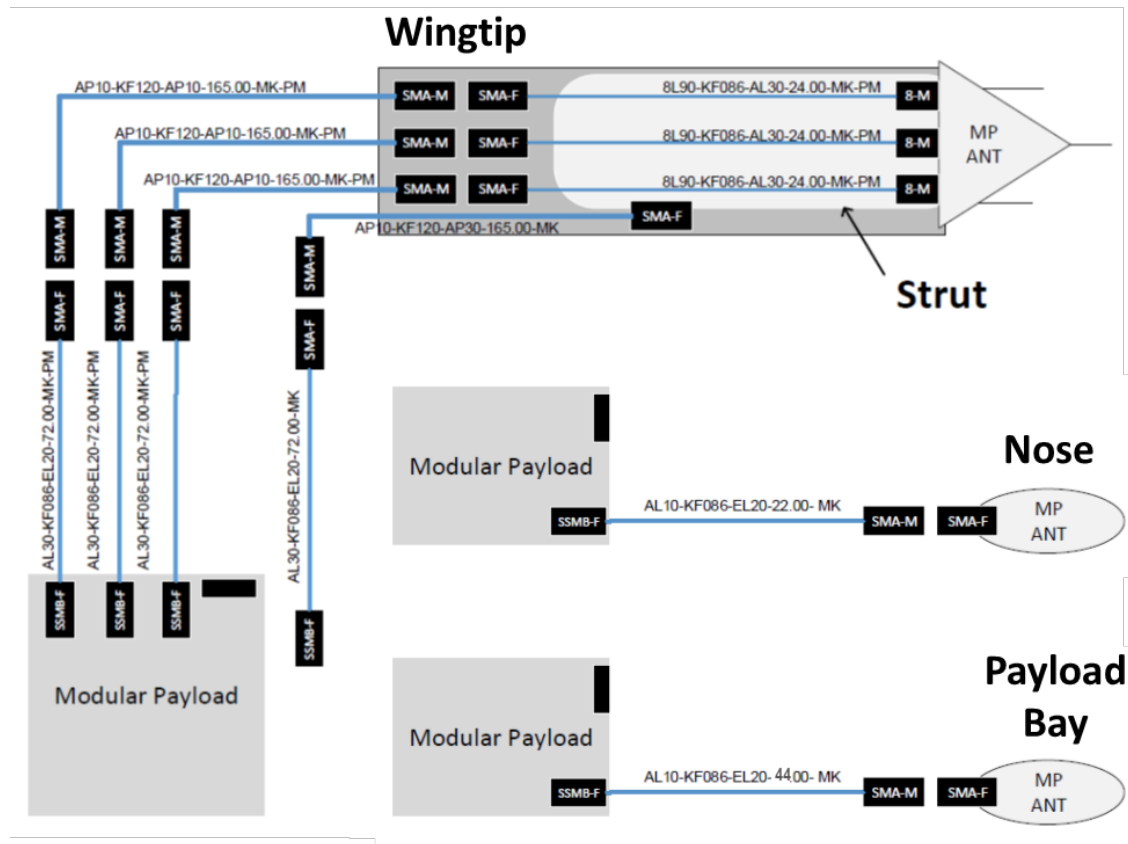 Wingtip
AP10-KF120-AP10-165.00-MK-PM
SMA-M
SMA-F
8L90-KF086-AL30-24.00-MK-PM
8-M
AP10-KF120-AP10-165.00-MK-PM
SMA-M
SMA-F
8L90-KF086-AL30-24.00-MK-PM
8-M
MP
ANT
AP10-KF120-AP10-165.00-MK-PM
SMA-M
SMA-F
8L90-KF086-AL30-24.00-MK-PM
8-M
SMA-F
AP10-KF120-AP30-165.00-MK
SMA-M
SMA-M
SMA-M
SMA-M
SMA-F
SMA-F
SMA-F
SMA-F
Strut
AL30-KF086-EL20-72.00-MK-PM
AL30-KF086-EL20-72.00-MK-PM
AL30-KF086-EL20-72.00-MK-PM
AL30-KF086-EL20-72.00-MK
SSMB-F
SSMB-F
SSMB-F
SSMB-F
Modular Payload
Nose
Modular Payload
SSMB-F
AL10-KF086-EL20-22.00- MK
SMA-M
SMA-F
MP
ANT
Payload
Bay
Modular Payload
SSMB-F
AL10-KF086-EL20- 44.00- MK
SMA-M
SMA-F
MP
ANT